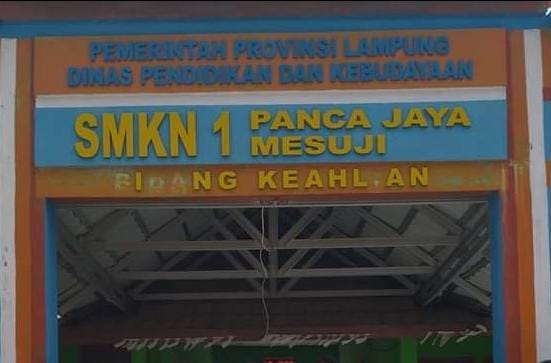 PEMERINTAH PROVINSI LAMPUNG
DINAS PENDIDIKAN DAN KEBUDAYAAN
SMKN 1 PANCA JAYA
MESUJI
BIDANG KEAHLIAN